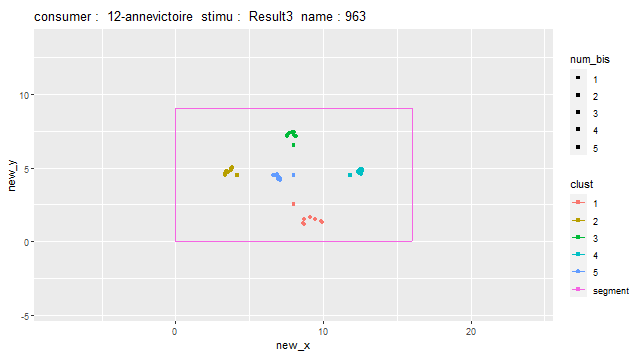 consumer :  12-annevictoire  stimu :  Result3  name : 963
10
5
0
-5
new_y
0
10
20
new_x
num_bis
1
2
3
4
5
clust
1
2
3
4
5
segment